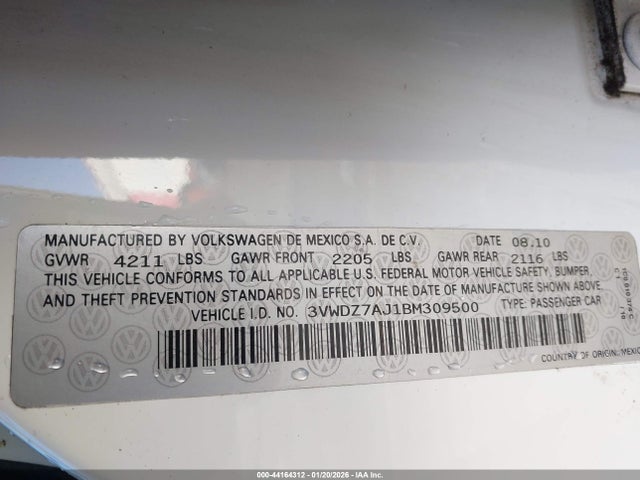 MANUFACTURED BY VOLKSWAGEN DE MEXICO S.A. DE C.V. DATE 08.10
GVWR 4211 LBS GAWR FRONT 2205 LBS GAWR REAR 2116 LBS
THIS VEHICLE CONFORMS TO ALL APPLICABLE U.S. FEDERAL MOTOR VEHICLE SAFETY, BUMPER,
AND THEFT PREVENTION STANDARDS IN EFFECT ON THE DATE OF MANUFACTURE SHOWN ABOVE
VEHICLE I.D. NO. 3VWDZ7AJ1BM309500 TYPE: PASSENGER CAR
COUNTRY OF ORIGIN: MEXICO
000-44164312 - 01/20/2026 - IAA Inc.